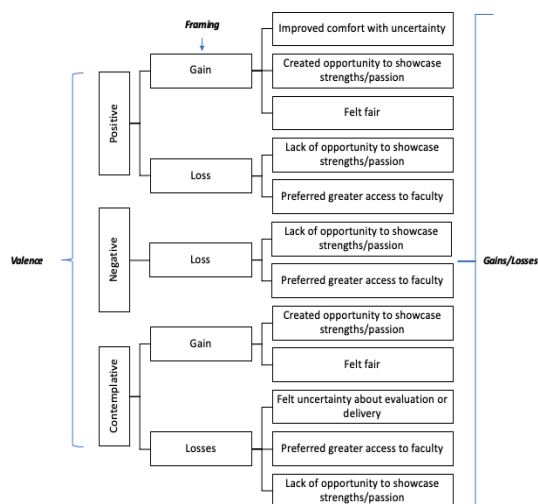 Framing
Improved comfort with uncertainty
Gain
Created opportunity to showcase
strengths/passion
Felt fair
Positive
Lack of opportunity to showcase
strengths/passion
Loss
Preferred greater access to faculty
Valence
Negative
Lack of opportunity to showcase
strengths/passion
Loss
Preferred greater access to faculty
Gains/Losses
Contemplative
Gain
Created opportunity to showcase
strengths/passion
Felt fair
Felt uncertainty about evaluation or
delivery
Losses
Preferred greater access to faculty
Lack of opportunity to showcase
strengths/passion